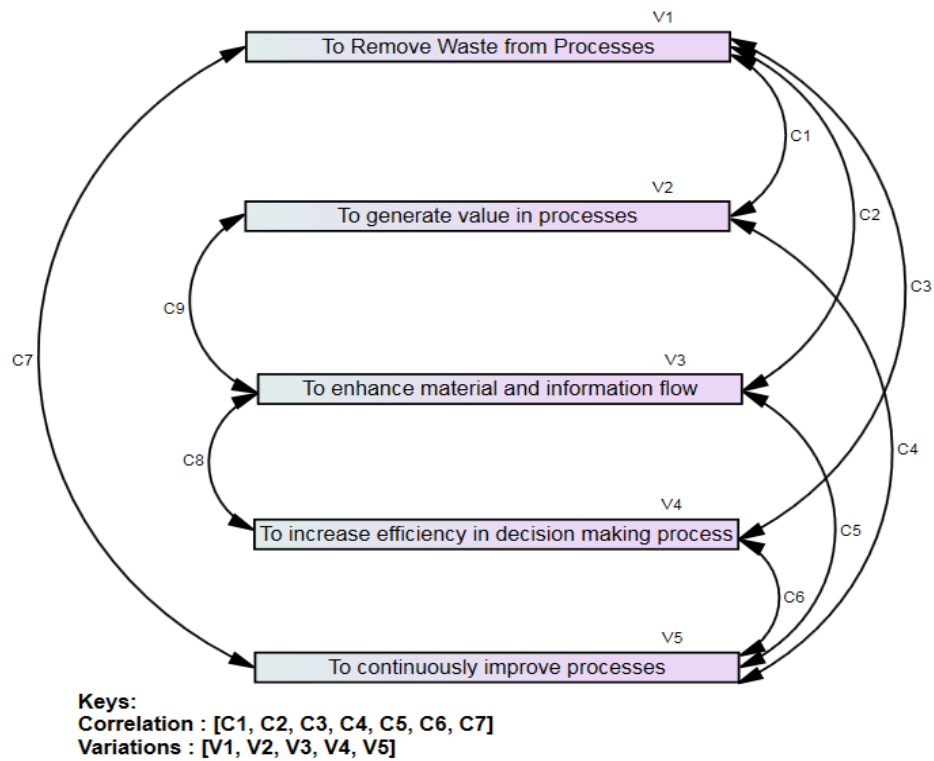 V1
To Remove Waste from Processes
C1
V2
To generate value in processes
C2
C3
C9
C7
V3
To enhance material and information flow
C4
C8
V4
To increase efficiency in decision making process
C5
C6
V5
To continuously improve processes
Keys:
Correlation : [C1, C2, C3, C4, C5, C6, C7]
Variations : [V1, V2, V3, V4, V5]